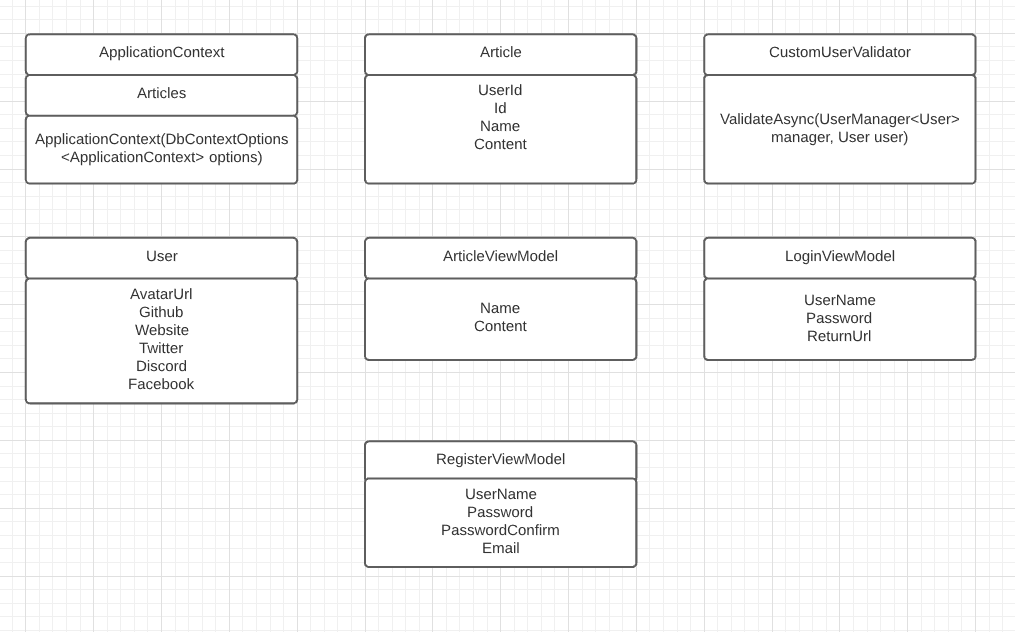 ApplicationContext
Articles
ApplicationContext(DbContextOptions
<ApplicationContext> options)
Article
UserId
Id
Name
Content
CustomUserValidator
ValidateAsync(UserManager<User>
manager, User user)
User
AvatarUrl
Github
Website
Twitter
Discord
Facebook
ArticleViewModel
Name
Content
LoginViewModel
UserName
Password
ReturnUrl
RegisterViewModel
UserName
Password
PasswordConfirm
Email